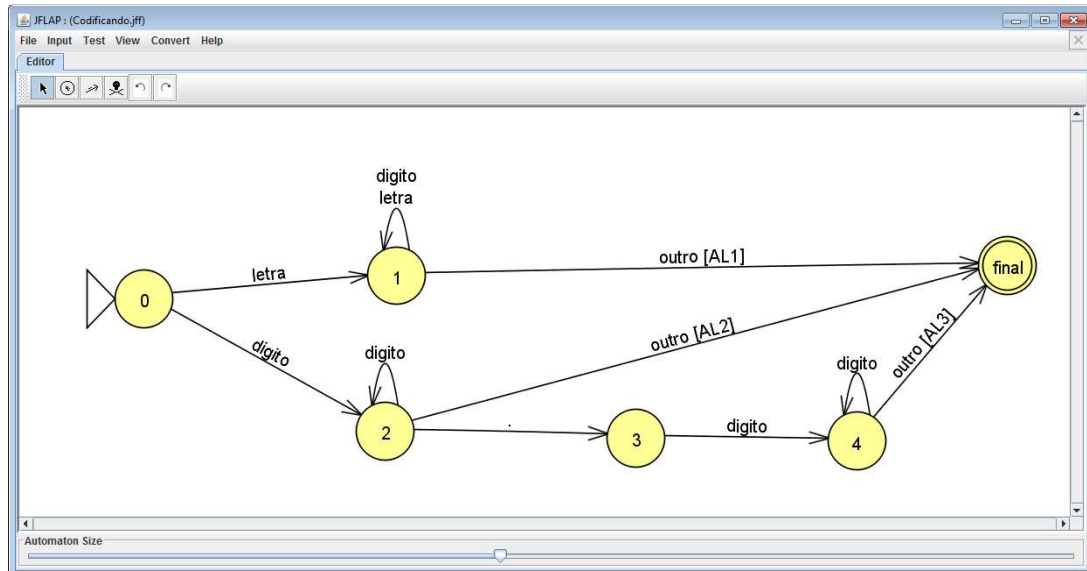 JFLAP : (Codificando.jff)
File Input Test View Convert Help
Editor
digito
letra
outro [AL1]
final
letra
1
0
digito
outro [AL2]
digito
outro [AL3]
digito
2
.
3
digito
4
Automaton Size